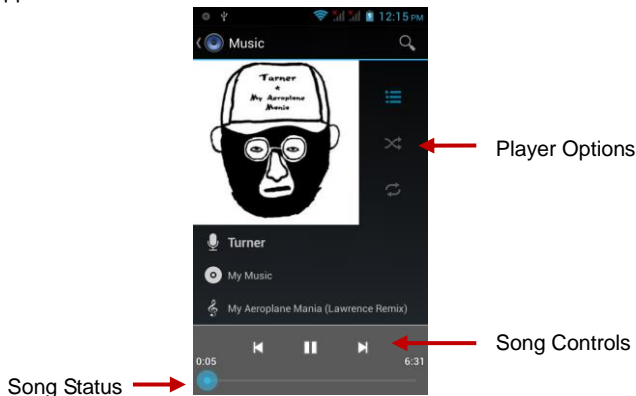 12:15 PM
Music
Turner
My Aeroplane
Mania
Player Options
Turner
My Music
My Aeroplane Mania (Lawrence Remix)
Song Controls
0:05
6:31
Song Status